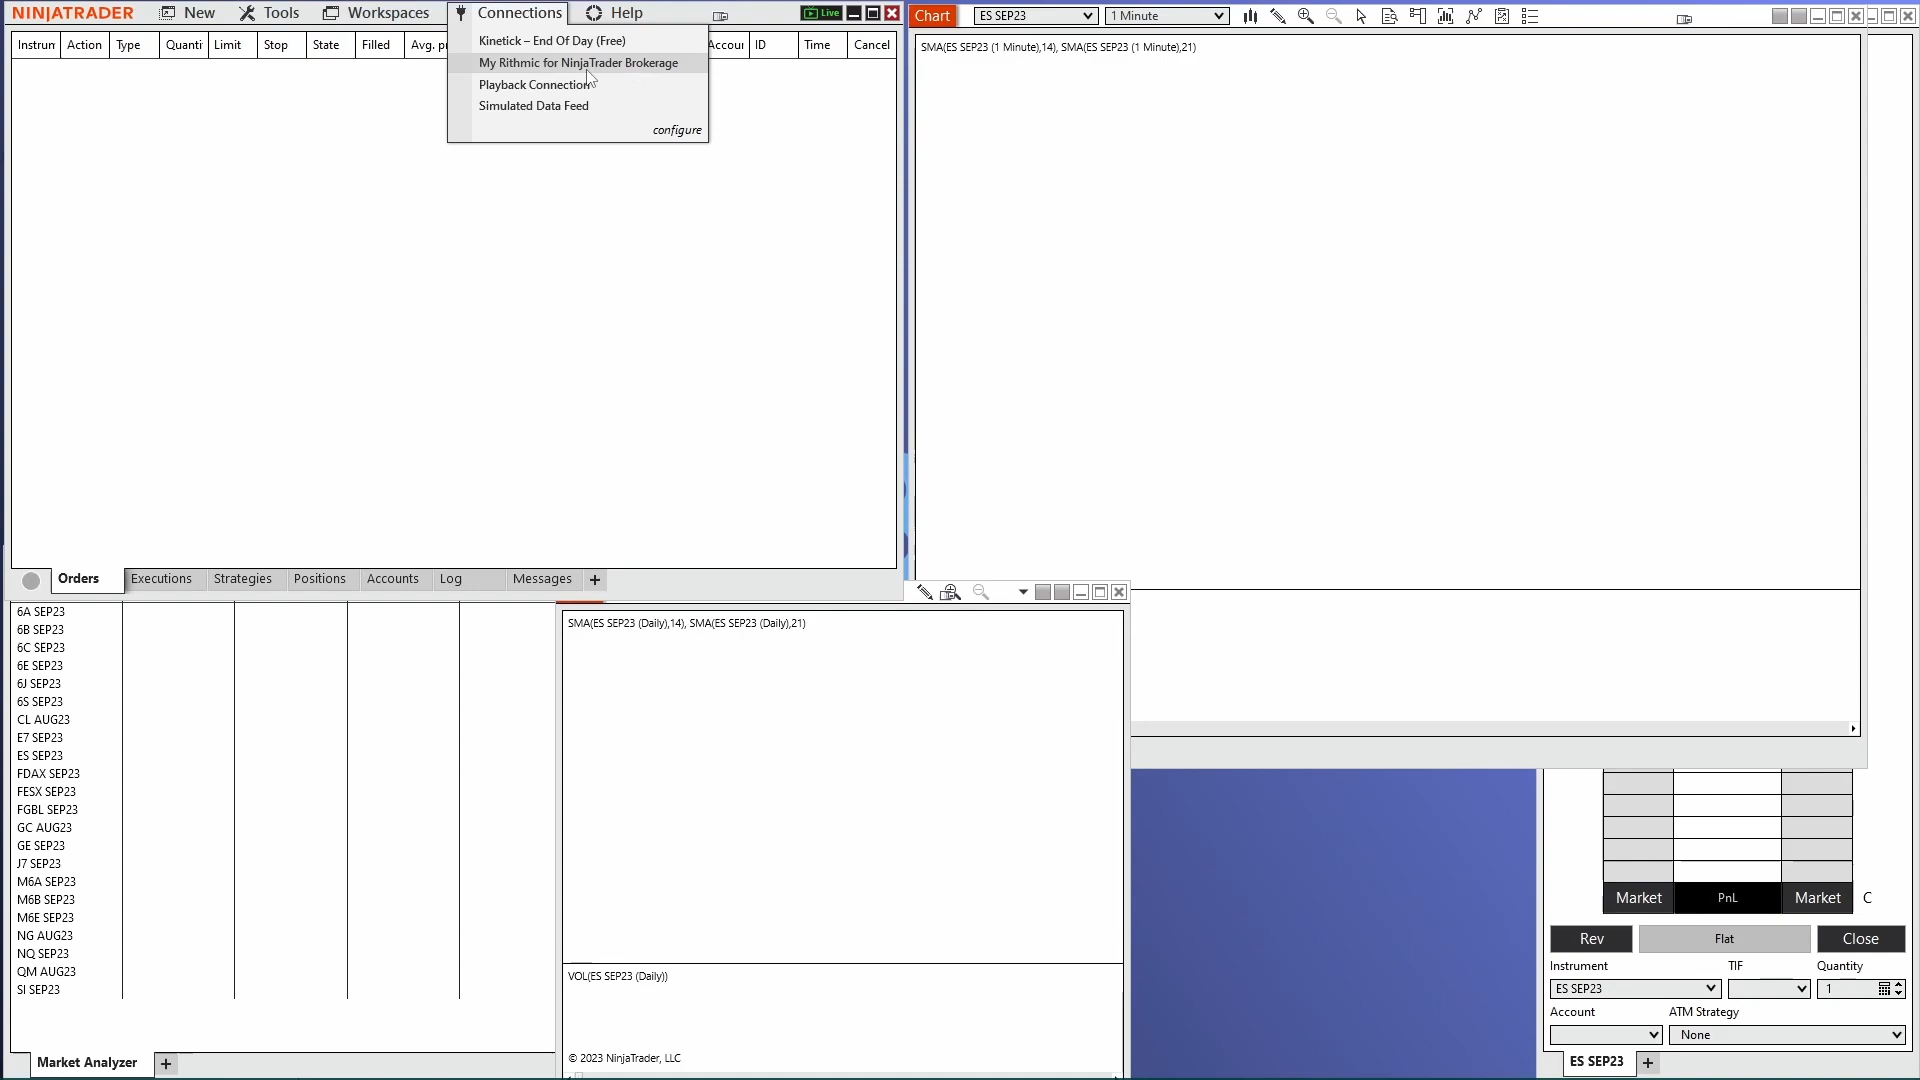 NINJATRADER New Tools Workspaces Connections Help Live
Instrum Action Type Quanti Limit Stop State Filled Avg. pr Accour ID Time Cancel
Kinetick – End Of Day (Free)
My Rithmic for NinjaTrader Brokerage
Playback Connection
Simulated Data Feed
configure
Orders Executions Strategies Positions Accounts Log Messages +
Chart ES SEP23 1 Minute
SMA(ES SEP23 (1 Minute),14), SMA(ES SEP23 (1 Minute),21)
6A SEP23
6B SEP23
6C SEP23
6E SEP23
6J SEP23
6S SEP23
CL AUG23
E7 SEP23
ES SEP23
FDAX SEP23
FESX SEP23
FGBL SEP23
GC AUG23
GE SEP23
J7 SEP23
M6A SEP23
M6B SEP23
M6E SEP23
NG AUG23
NQ SEP23
QM AUG23
SI SEP23
Market Analyzer +
SMA(ES SEP23 (Daily),14), SMA(ES SEP23 (Daily),21)
VOL(ES SEP23 (Daily))
© 2023 NinjaTrader, LLC
Market PnL Market C
Rev Flat Close
Instrument TIF Quantity
ES SEP23 1
Account ATM Strategy
None
ES SEP23 +